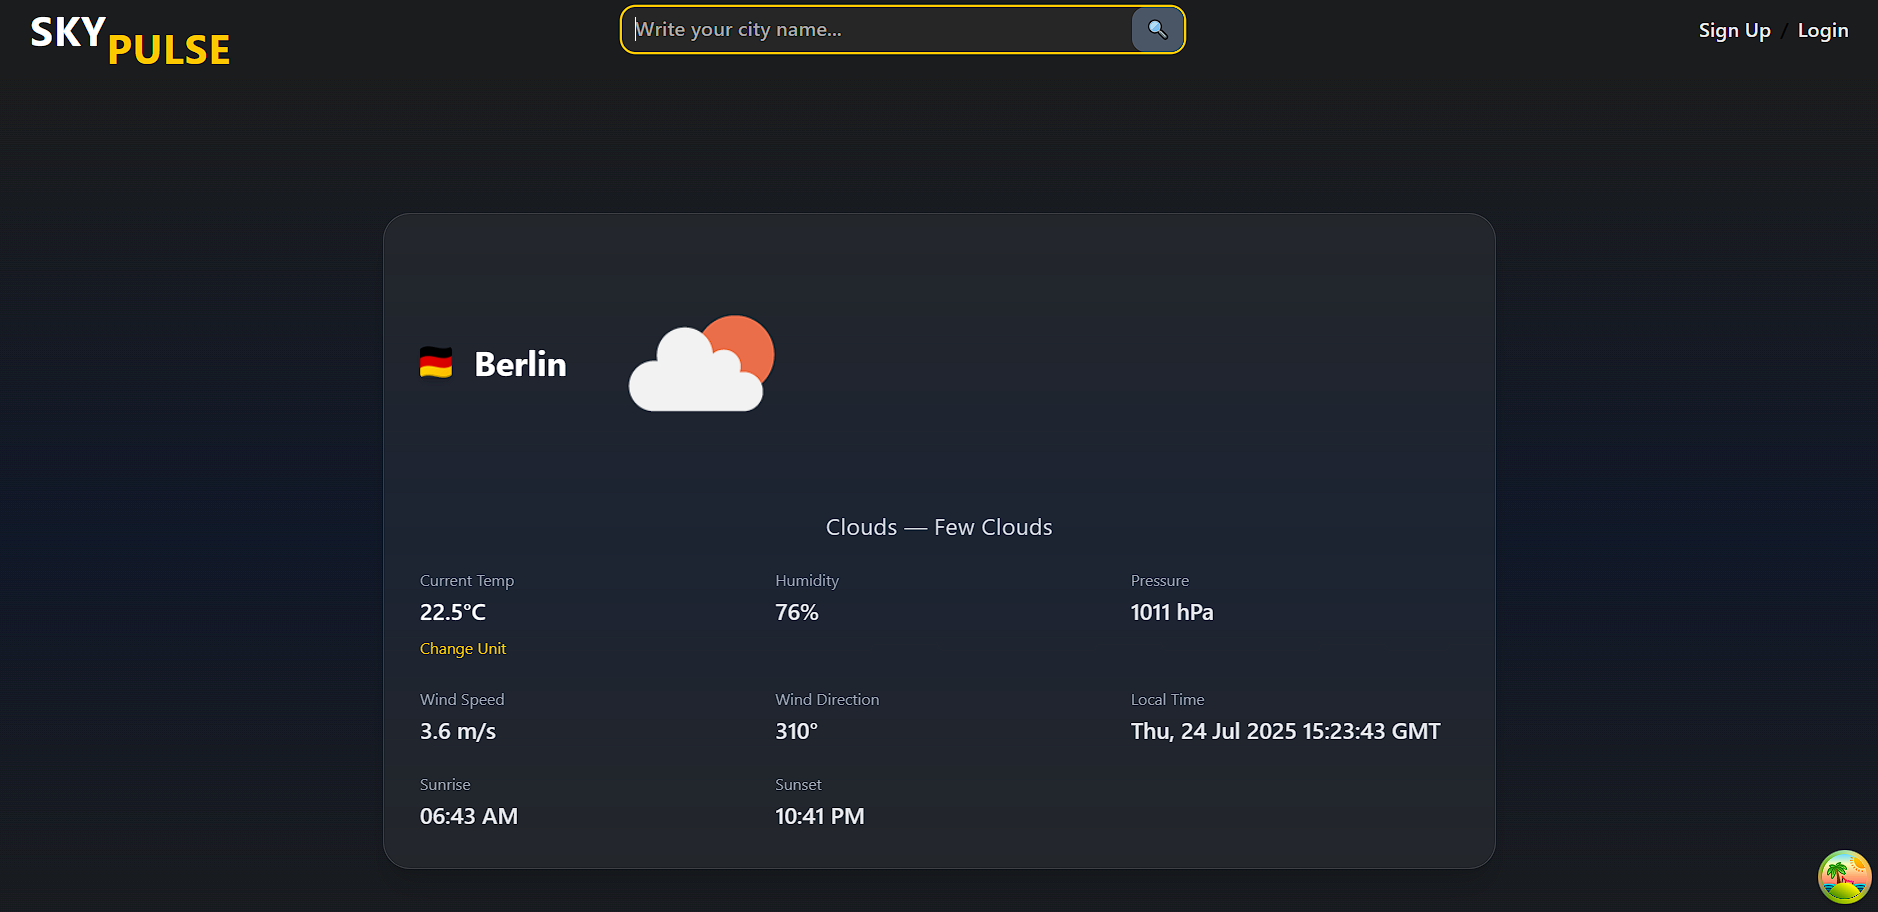 SKY
PULSE
Write your city name...
Sign Up / Login
Berlin
Clouds — Few Clouds
Current Temp
22.5°C
Change Unit
Humidity
76%
Pressure
1011 hPa
Wind Speed
3.6 m/s
Wind Direction
310°
Local Time
Thu, 24 Jul 2025 15:23:43 GMT
Sunrise
06:43 AM
Sunset
10:41 PM